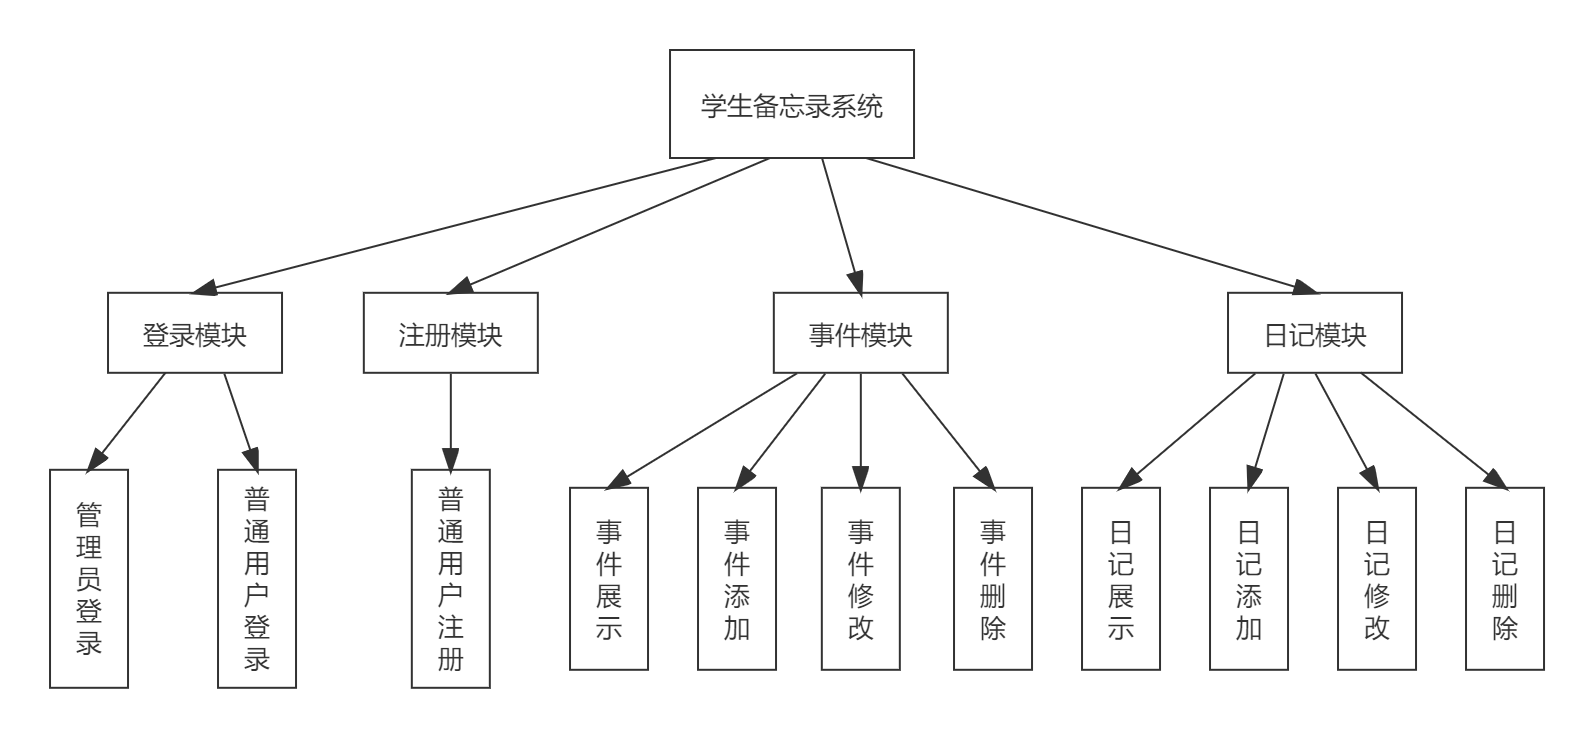 学生备忘录系统
登录模块
注册模块
事件模块
日记模块
管理员登录
普通用户登录
普通用户注册
事件展示
事件添加
事件修改
事件删除
日记展示
日记添加
日记修改
日记删除